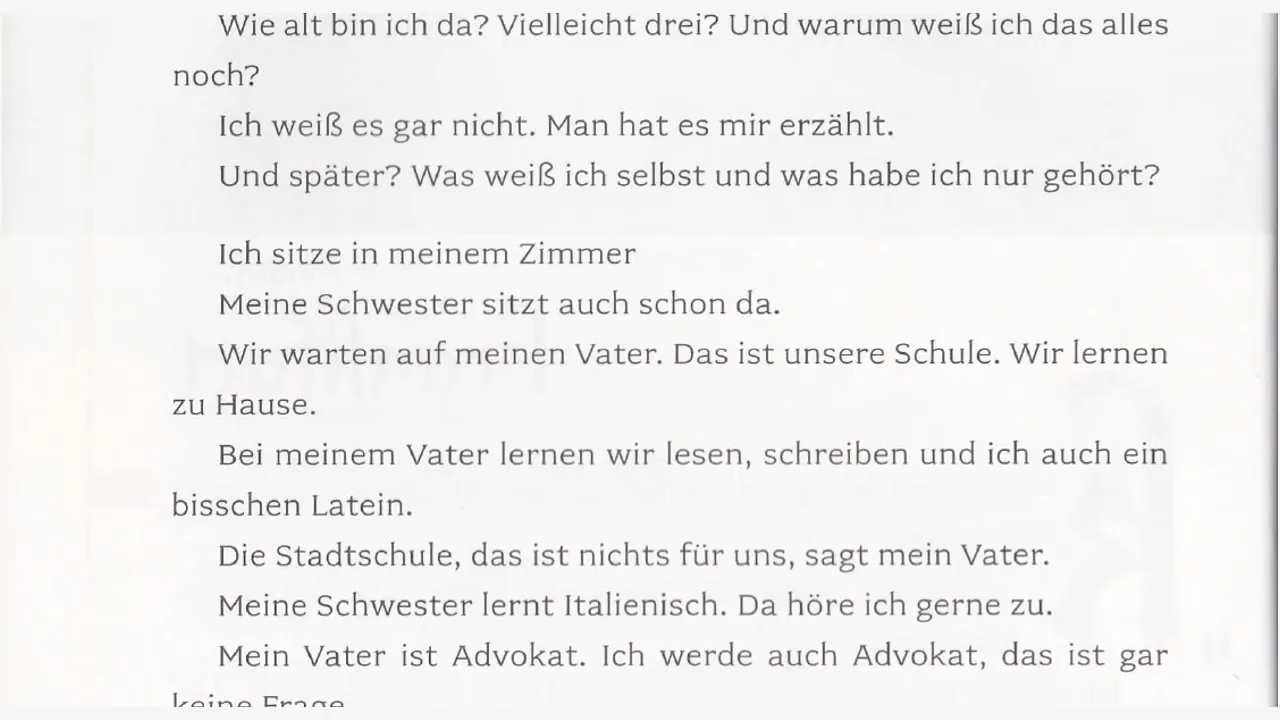 Wie alt bin ich da? Vielleicht drei? Und warum weiß ich das alles
noch?
Ich weiß es gar nicht. Man hat es mir erzählt.
Und später? Was weiß ich selbst und was habe ich nur gehört?
Ich sitze in meinem Zimmer
Meine Schwester sitzt auch schon da.
Wir warten auf meinen Vater. Das ist unsere Schule. Wir lernen
zu Hause.
Bei meinem Vater lernen wir lesen, schreiben und ich auch ein
bisschen Latein.
Die Stadtschule, das ist nichts für uns, sagt mein Vater.
Meine Schwester lernt Italienisch. Da höre ich gerne zu.
Mein Vater ist Advokat. Ich werde auch Advokat, das ist gar
keine Frage